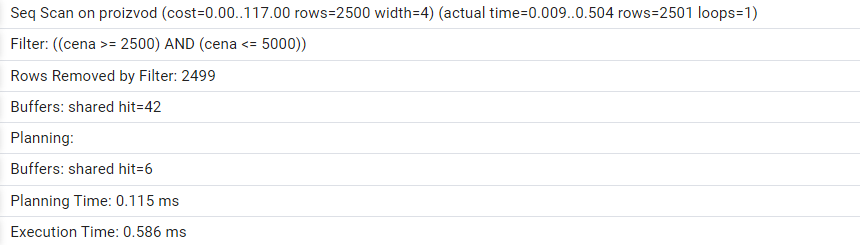 Seq Scan on proizvod (cost=0.00..117.00 rows=2500 width=4) (actual time=0.009..0.504 rows=2501 loops=1)
Filter: ((cena >= 2500) AND (cena <= 5000))
Rows Removed by Filter: 2499
Buffers: shared hit=42
Planning:
Buffers: shared hit=6
Planning Time: 0.115 ms
Execution Time: 0.586 ms